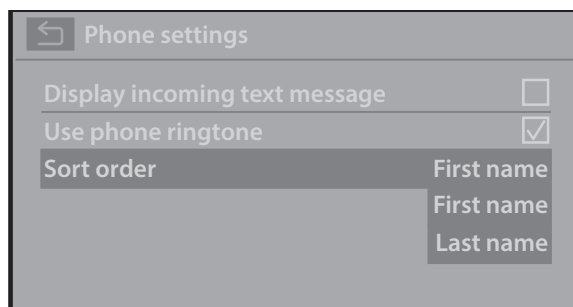 Phone settings
Display incoming text message
Use phone ringtone
Sort order First name
First name
Last name